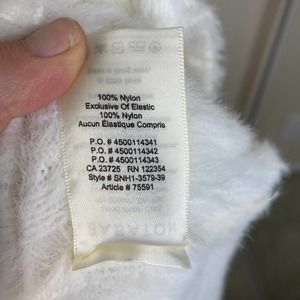 100% Nylon
Exclusive Of Elastic
100% Nylon
Aucun Élastique Compris
P.O. # 4500114341
P.O. # 4500114342
P.O. # 4500114343
CA 23725 RN 122354
Style # SNH1-3579-39
Article # 75591